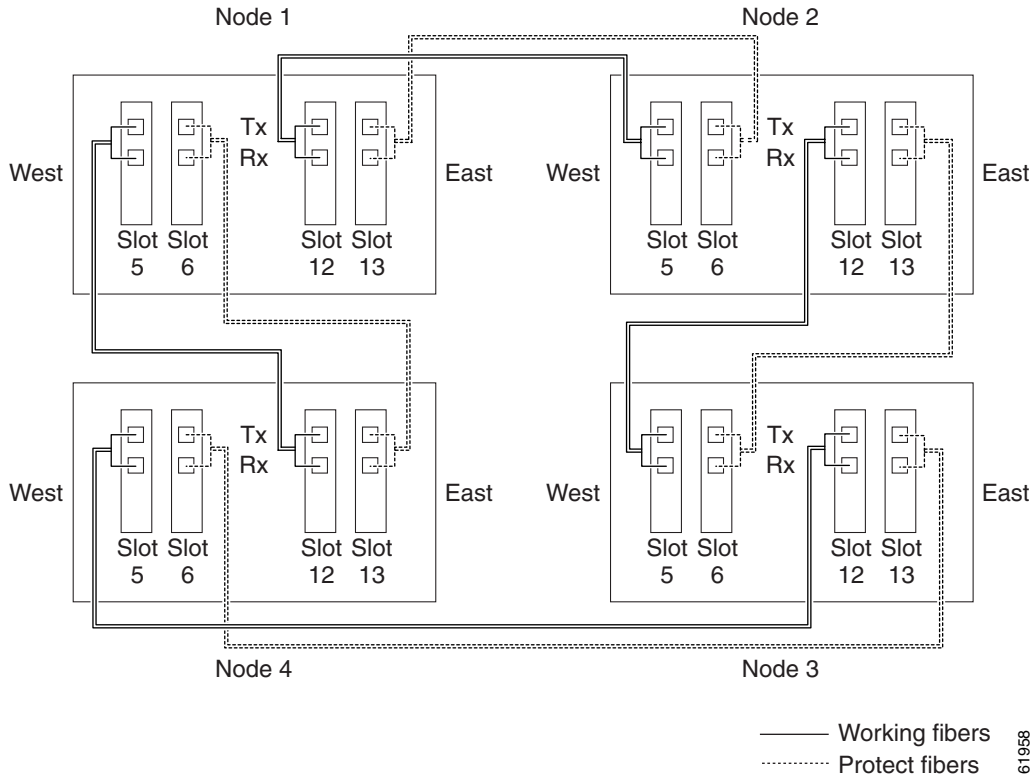 Node 1
Node 2
Tx
Rx
West
East
Slot Slot
5 6
Slot Slot
12 13
Tx
Rx
West
East
Slot Slot
5 6
Slot Slot
12 13
Tx
Rx
West
East
Slot Slot
5 6
Slot Slot
12 13
Tx
Rx
West
East
Slot Slot
5 6
Slot Slot
12 13
Node 4
Node 3
Working fibers
Protect fibers
61958